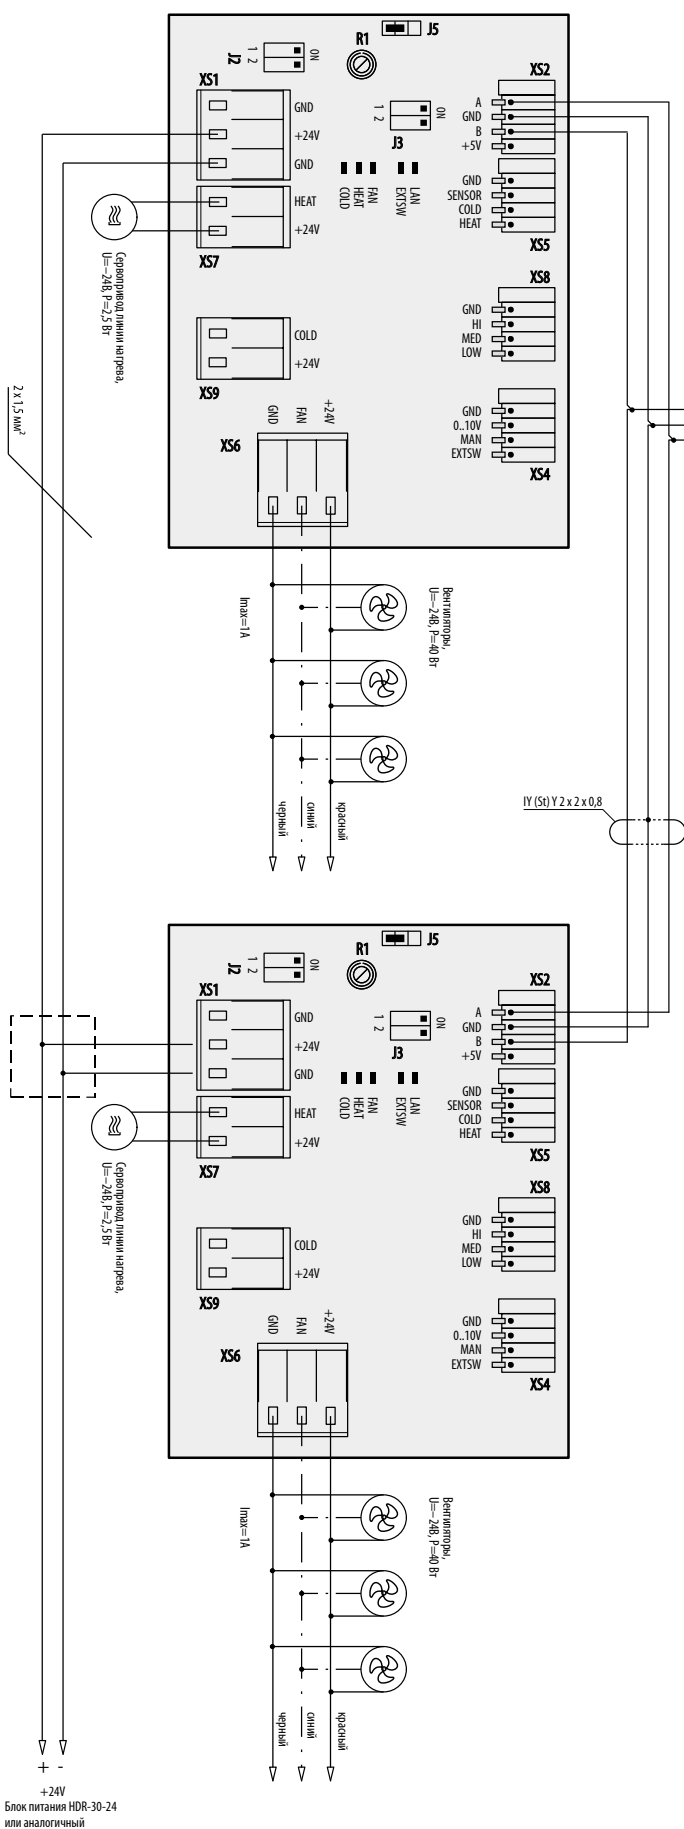 J5
R1
J2
1 2
ON
XS1
GND
+24V
GND
1 2
ON
J3
XS2
A
GND
B
+5V
HEAT
+24V
XS7
COLD
HEAT
FAN
EXTSW
LAN
GND
SENSOR
COLD
HEAT
XS5
Сервопривод линии нагрева,
U=~24В, P=2,5 Вт
XS8
GND
HI
MED
LOW
COLD
+24V
XS9
2 x 1,5 мм²
GND
FAN
+24V
XS6
GND
0..10V
MAN
EXTSW
XS4
Imax=1A
Вентиляторы,
U=~24В, P=40 Вт
черный
синий
красный
IY (St) Y 2 x 2 x 0,8
J5
R1
J2
1 2
ON
XS1
GND
+24V
GND
1 2
ON
J3
XS2
A
GND
B
+5V
HEAT
+24V
XS7
COLD
HEAT
FAN
EXTSW
LAN
GND
SENSOR
COLD
HEAT
XS5
Сервопривод линии нагрева,
U=~24В, P=2,5 Вт
XS8
GND
HI
MED
LOW
COLD
+24V
XS9
GND
FAN
+24V
XS6
GND
0..10V
MAN
EXTSW
XS4
Imax=1A
Вентиляторы,
U=~24В, P=40 Вт
черный
синий
красный
+ -
+24V
Блок питания HDR-30-24
или аналогичный